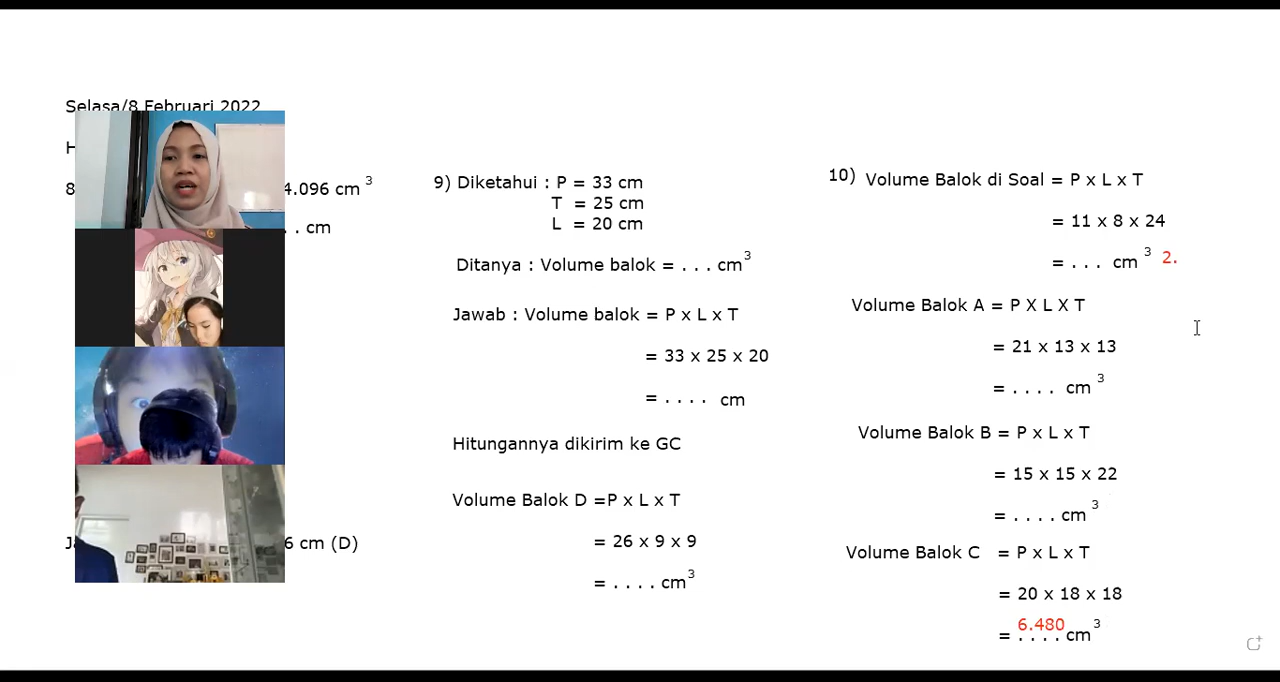 Selasa/8 Februari 2022
H
8
4.096 cm 3
. . cm
6 cm (D)
9) Diketahui : P = 33 cm
T = 25 cm
L = 20 cm
Ditanya : Volume balok = . . . cm3
Jawab : Volume balok = P x L x T
= 33 x 25 x 20
= . . . . cm
Hitungannya dikirim ke GC
Volume Balok D =P x L x T
= 26 x 9 x 9
= . . . . cm3
10) Volume Balok di Soal = P x L x T
= 11 x 8 x 24
= . . . cm 3 2.
Volume Balok A = P X L X T
= 21 x 13 x 13
= . . . . cm 3
Volume Balok B = P x L x T
= 15 x 15 x 22
= . . . . cm 3
Volume Balok C = P x L x T
= 20 x 18 x 18
6.480
= . . . . cm 3